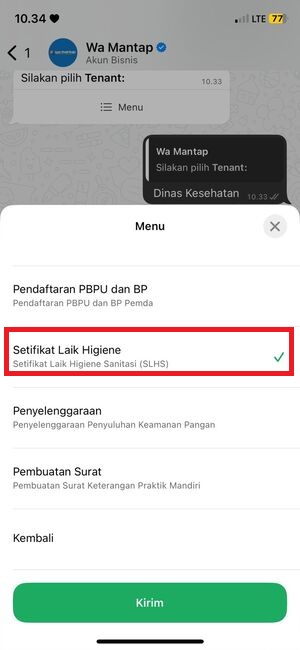 10.34
LTE 77
1
Wa Mantap
Akun Bisnis
Silakan pilih Tenant:
10.33
Menu
Wa Mantap
Silakan pilih Tenant:
Dinas Kesehatan 10.33
Menu
Pendaftaran PBPU dan BP
Pendaftaran PBPU dan BP Pemda
Setifikat Laik Higiene
Setifikat Laik Higiene Sanitasi (SLHS)
Penyelenggaraan
Penyelenggaraan Penyuluhan Keamanan Pangan
Pembuatan Surat
Pembuatan Surat Keterangan Praktik Mandiri
Kembali
Kirim